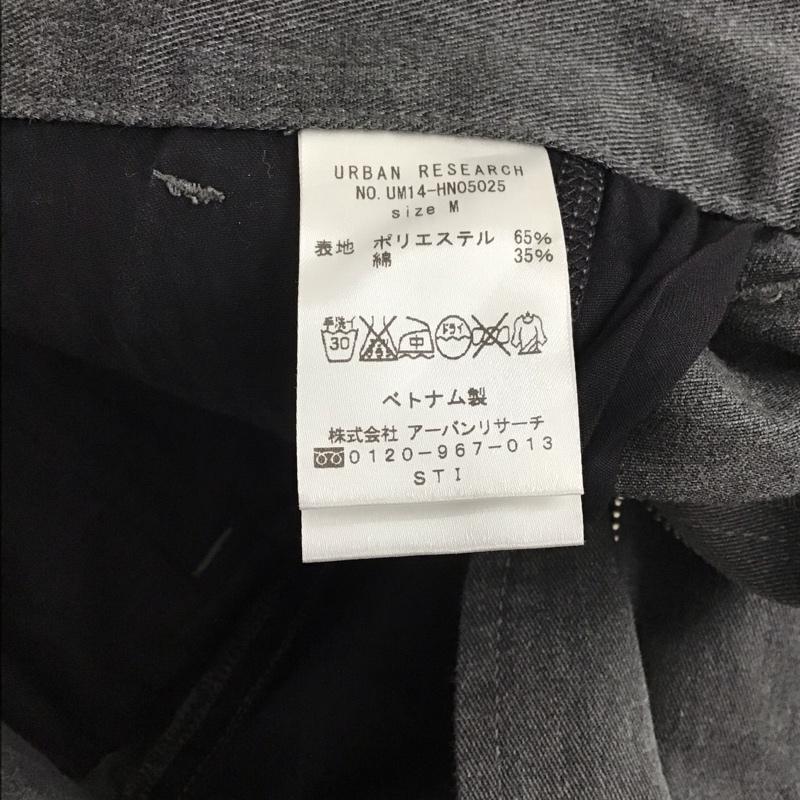 URBAN RESEARCH
NO. UM14-HN05025
size M
表地 ポリエステル 65%
綿 35%
手洗イ 30 中 ドライ
ベトナム製
株式会社 アーバンリサーチ
0120-967-013
STI